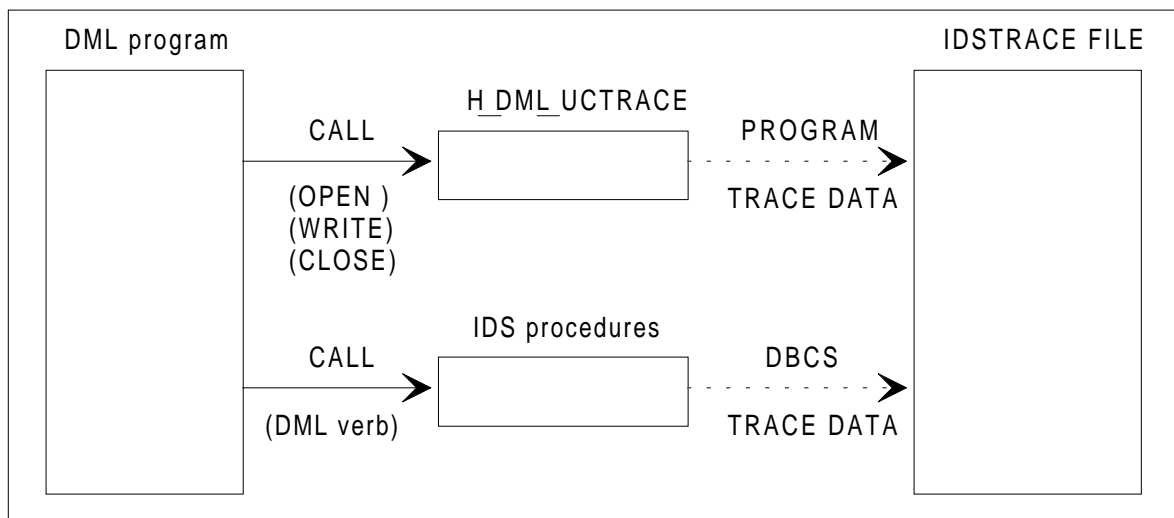 DML program
IDSTRACE FILE
H_DML_UCTRACE
CALL
PROGRAM
(OPEN )
(WRITE)
(CLOSE)
TRACE DATA
IDS procedures
CALL
DBCS
(DML verb)
TRACE DATA